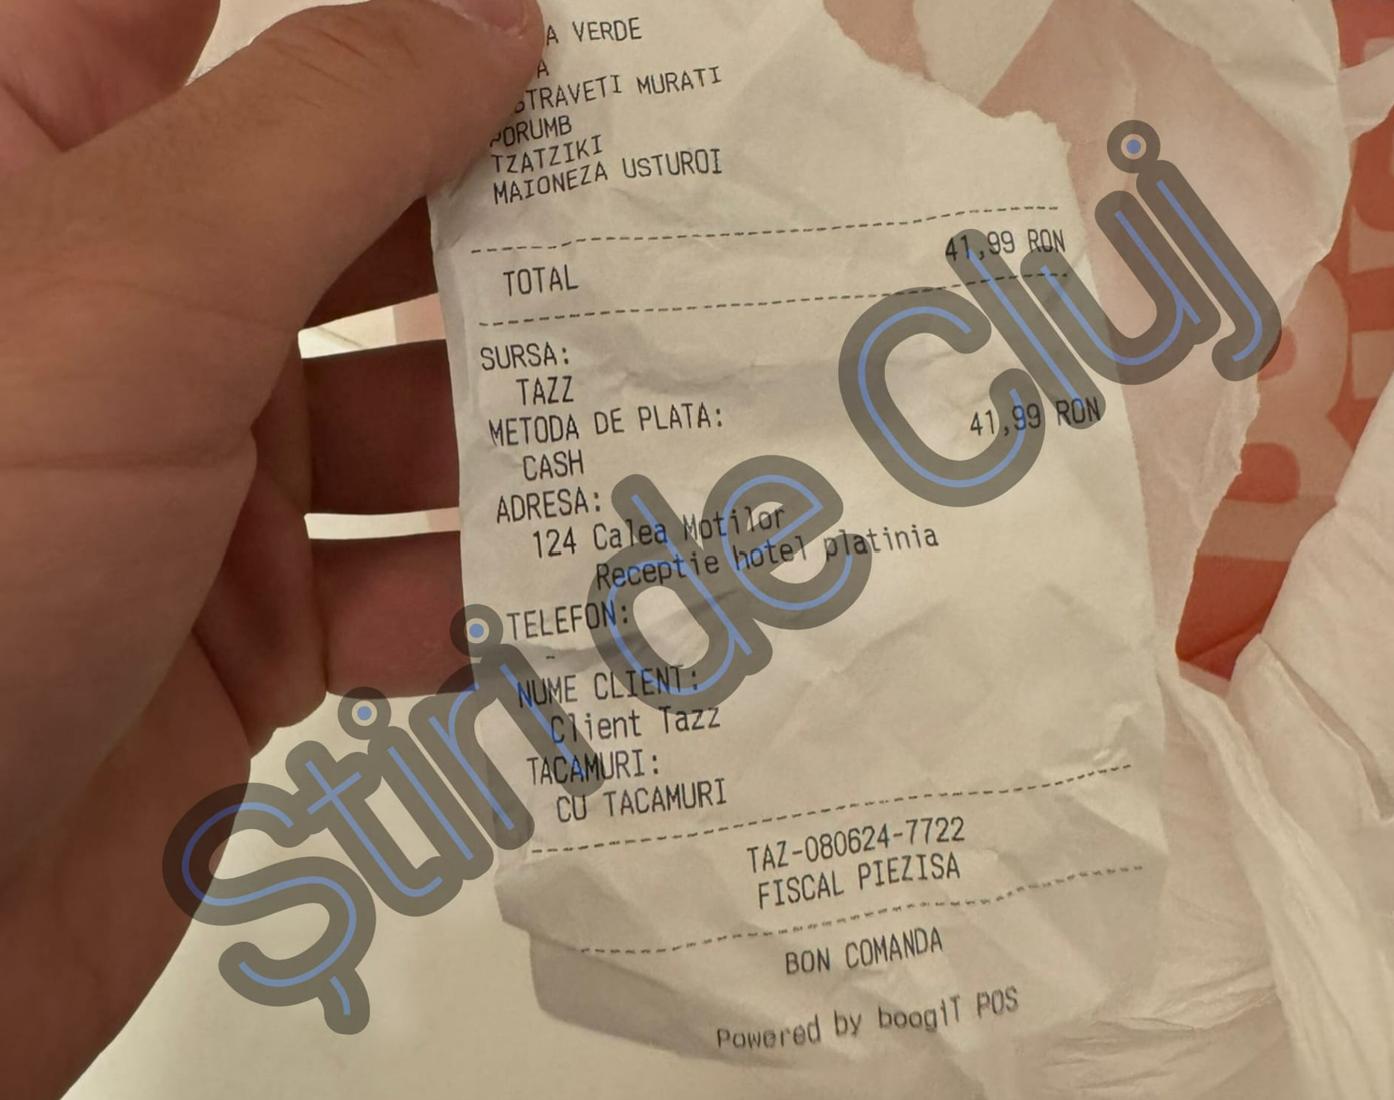 VERDE
MURATI
PORUMB
TZATZIKI
MAIONEZA USTUROI
TOTAL 41,99 RON
SURSA:
TAZZ
METODA DE PLATA:
CASH 41,99 RON
ADRESA:
124 Calea Motilor
Receptie hotel platinia
TELEFON:
-
NUME CLIENT:
Client Tazz
TACAMURI:
CU TACAMURI
TAZ-080624-7722
FISCAL PIEZISA
BON COMANDA
Powered by boogiT POS
Știri de Cluj